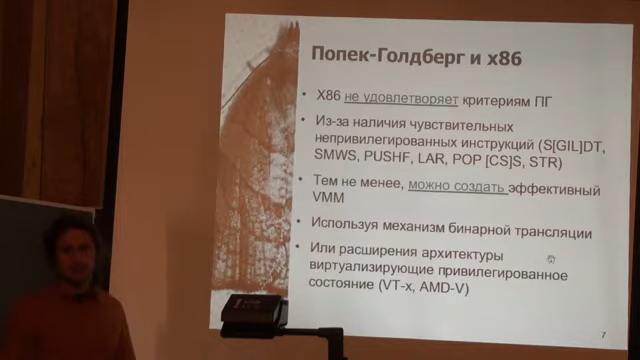 Попек-Голдберг и x86
• X86 не удовлетворяет критериям ПГ
• Из-за наличия чувствительных
непривилегированных инструкций (S[GIL]DT,
SMWS, PUSHF, LAR, POP [CS]S, STR)
• Тем не менее, можно создать эффективный
VMM
• Используя механизм бинарной трансляции
• Или расширения архитектуры
виртуализирующие привилегированное
состояние (VT-x, AMD-V)
7